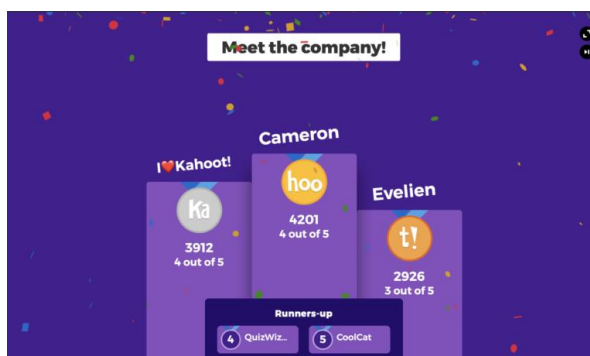 Meet the company!
Cameron
I❤️Kahoot!
Evelien
Ka
hoo
t!
3912
4 out of 5
4201
4 out of 5
2926
3 out of 5
Runners-up
4 QuizWiz...
5 CoolCat